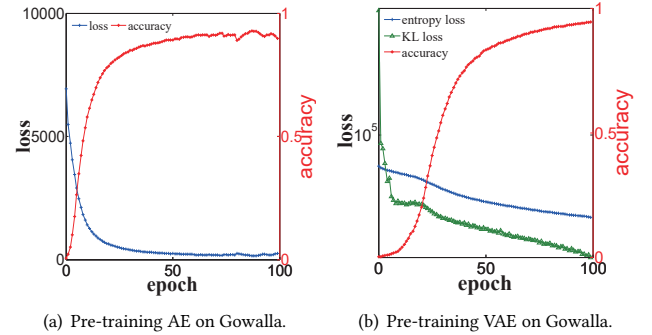 10000
5000
0
loss
loss
accuracy
1
0.5
0
accuracy
0
50
100
epoch
(a) Pre-training AE on Gowalla.
entropy loss
KL loss
accuracy
10^5
loss
1
0.5
0
accuracy
0
50
100
epoch
(b) Pre-training VAE on Gowalla.